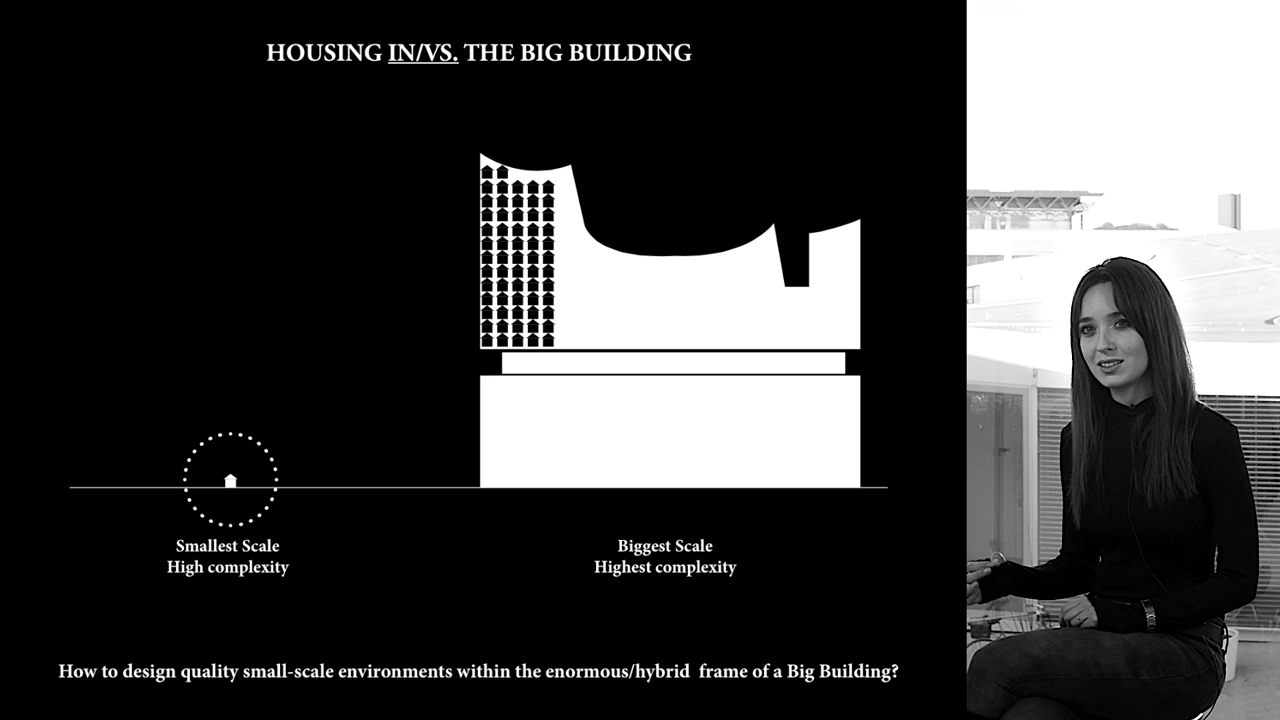 HOUSING IN/VS. THE BIG BUILDING
Smallest Scale
High complexity
Biggest Scale
Highest complexity
How to design quality small-scale environments within the enormous/hybrid frame of a Big Building?